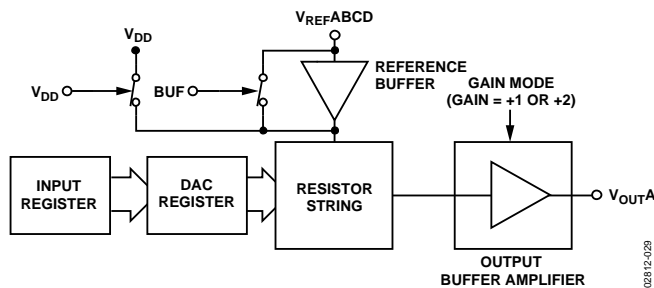 VREFABCD
VDD
VDD
BUF
REFERENCE
BUFFER
GAIN MODE
(GAIN = +1 OR +2)
INPUT
REGISTER
DAC
REGISTER
RESISTOR
STRING
VOUTA
OUTPUT
BUFFER AMPLIFIER
02812-029